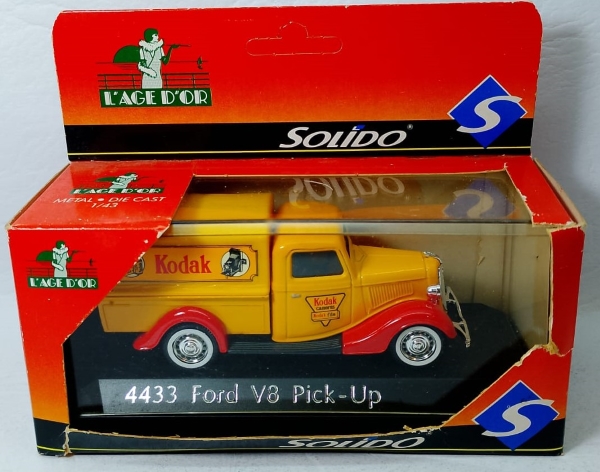 L'AGE D'OR
SOLIDO®
S
L'AGE D'OR
METAL • DIE CAST
1/43
SOLIDO
L'AGE D'OR
Kodak
Kodak
4433 Ford V8 Pick-Up
SOLIDO
S